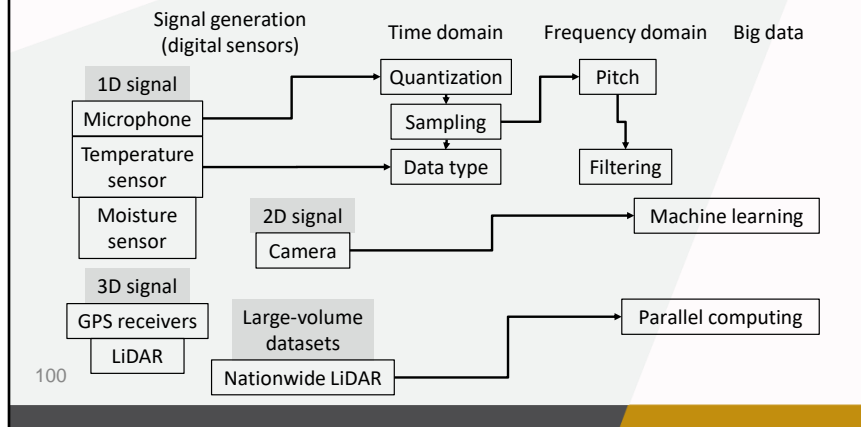 Signal generation
(digital sensors)
Time domain
Frequency domain
Big data
1D signal
Microphone
Temperature
sensor
Moisture
sensor
Quantization
Sampling
Data type
Pitch
Filtering
2D signal
Camera
Machine learning
3D signal
GPS receivers
LiDAR
Large-volume
datasets
Nationwide LiDAR
Parallel computing
100